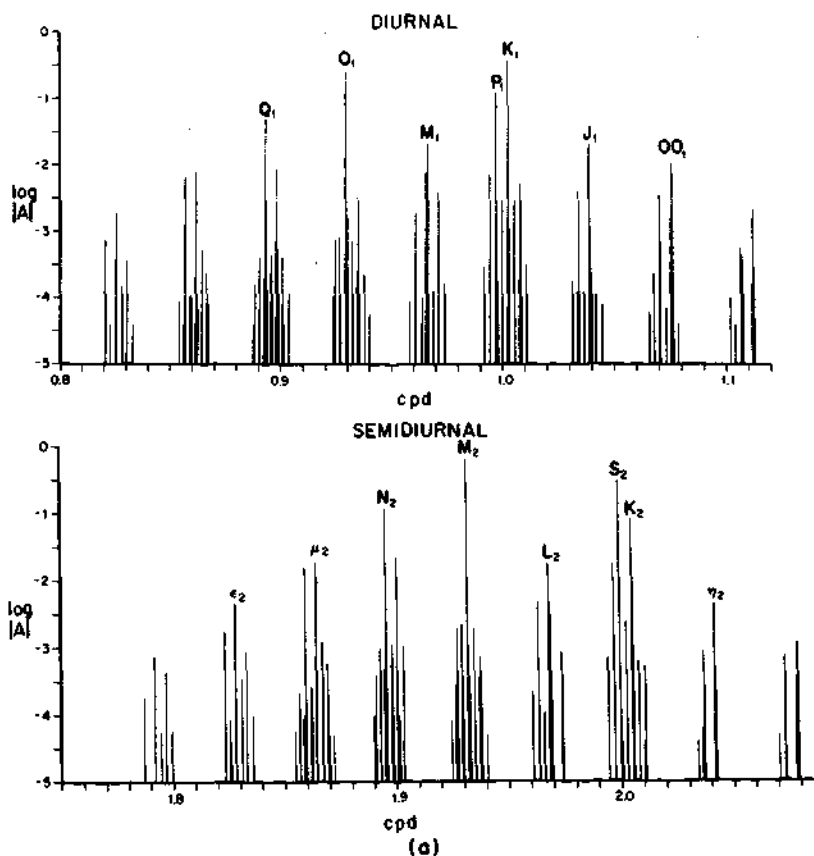 DIURNAL
0
-1
-2
-3
-4
-5
log
|A|
Q₁
O₁
M₁
P₁
K₁
J₁
OO₁
0.8
0.9
1.0
1.1
cpd
SEMIDIURNAL
0
-1
-2
-3
-4
-5
log
|A|
ε₂
μ₂
N₂
M₂
L₂
S₂
K₂
η₂
1.8
1.9
2.0
cpd
(a)